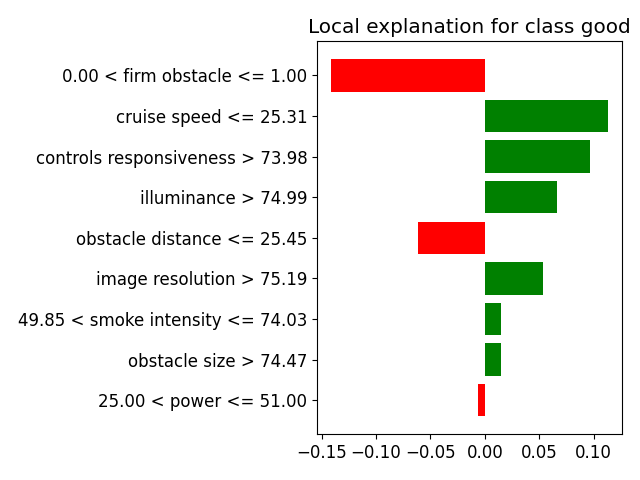 Local explanation for class good
0.00 < firm obstacle <= 1.00
cruise speed <= 25.31
controls responsiveness > 73.98
illuminance > 74.99
obstacle distance <= 25.45
image resolution > 75.19
49.85 < smoke intensity <= 74.03
obstacle size > 74.47
25.00 < power <= 51.00
−0.15 −0.10 −0.05 0.00 0.05 0.10